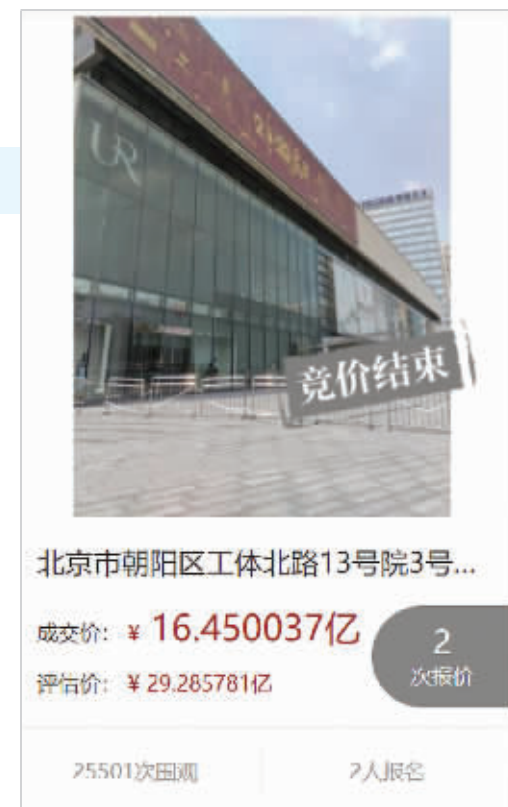 UR
竞价结束
北京市朝阳区工体北路13号院3号...
成交价: ¥ 16.450037亿
2
次报价
评估价: ¥ 29.285781亿
25501次围观
2人报名